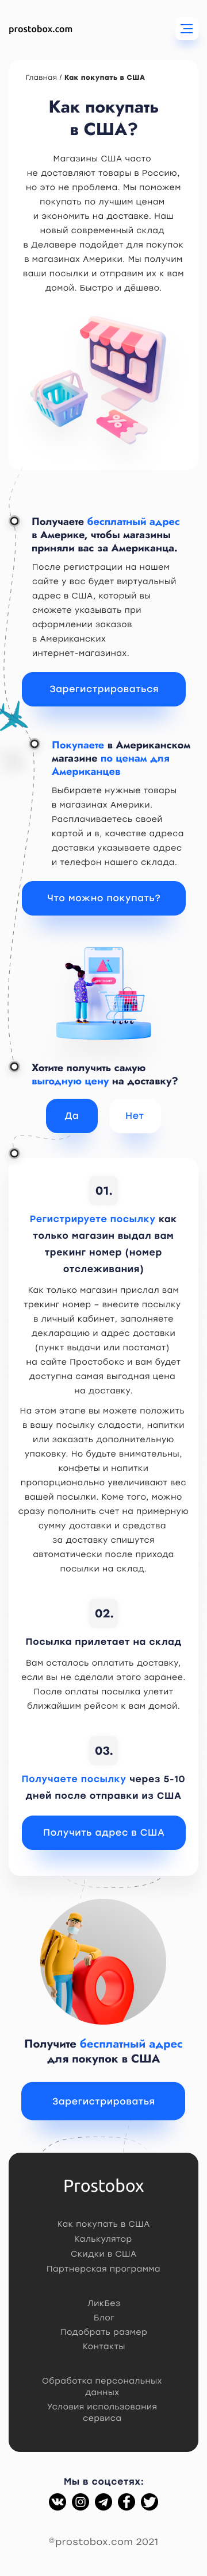 prostobox.com
Главная / Как покупать в США
Как покупать
в США?
Магазины США часто
не доставляют товары в Россию,
но это не проблема. Мы поможем
покупать по лучшим ценам
и экономить на доставке. Наш
новый современный склад
в Делавере подойдет для покупок
в магазинах Америки. Мы получим
ваши посылки и отправим их к вам
домой. Быстро и дёшево.
Получаете бесплатный адрес
в Америке, чтобы магазины
приняли вас за Американца.
После регистрации на нашем
сайте у вас будет виртуальный
адрес в США, который вы
сможете указывать при
оформлении заказов
в Американских
интернет-магазинах.
Зарегистрироваться
Покупаете в Американском
магазине по ценам для
Американцев
Выбираете нужные товары
в магазинах Америки.
Расплачиваетесь своей
картой и в, качестве адреса
доставки указываете адрес
и телефон нашего склада.
Что можно покупать?
Хотите получить самую
выгодную цену на доставку?
Да
Нет
01.
Регистрируете посылку как
только магазин выдал вам
трекинг номер (номер
отслеживания)
Как только магазин прислал вам
трекинг номер – внесите посылку
в личный кабинет, заполняете
декларацию и адрес доставки
(пункт выдачи или постамат)
на сайте Простобокс и вам будет
доступна самая выгодная цена
на доставку.
На этом этапе вы можете положить
в вашу посылку сладости, напитки
или заказать дополнительную
упаковку. Но будьте внимательны,
конфеты и напитки
пропорционально увеличивают вес
вашей посылки. Коме того, можно
сразу пополнить счет на примерную
сумму доставки и средства
за доставку спишутся
автоматически после прихода
посылки на склад.
02.
Посылка прилетает на склад
Вам осталось оплатить доставку,
если вы не сделали этого заранее.
После оплаты посылка улетит
ближайшим рейсом к вам домой.
03.
Получаете посылку через 5-10
дней после отправки из США
Получить адрес в США
Получите бесплатный адрес
для покупок в США
Зарегистрироватья
Prostobox
Как покупать в США
Калькулятор
Скидки в США
Партнерская программа
ЛикБез
Блог
Подобрать размер
Контакты
Обработка персональных
данных
Условия использования
сервиса
Мы в соцсетях:
©prostobox.com 2021